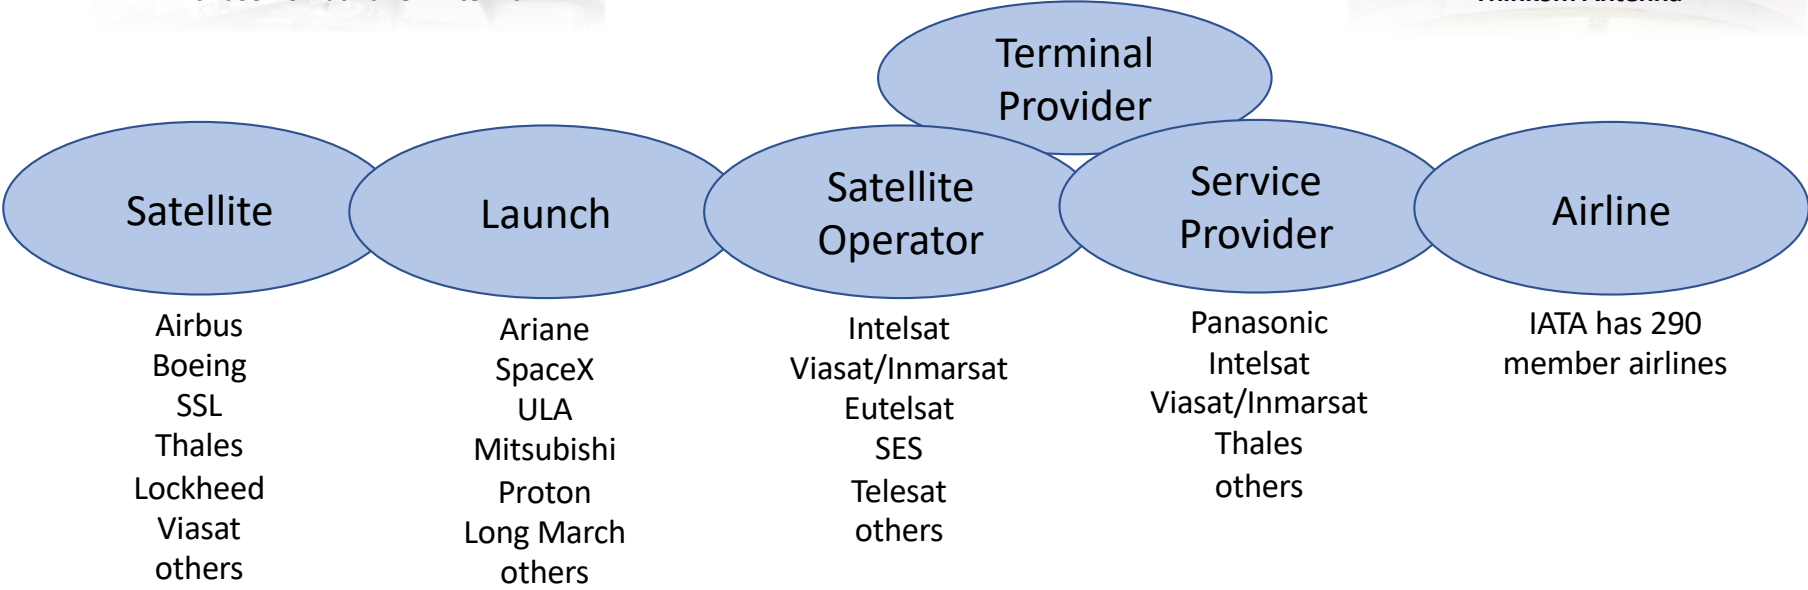 Terminal
Provider
Satellite
Launch
Satellite
Operator
Service
Provider
Airline
Airbus
Boeing
SSL
Thales
Lockheed
Viasat
others
Ariane
SpaceX
ULA
Mitsubishi
Proton
Long March
others
Intelsat
Viasat/Inmarsat
Eutelsat
SES
Telesat
others
Panasonic
Intelsat
Viasat/Inmarsat
Thales
others
IATA has 290
member airlines